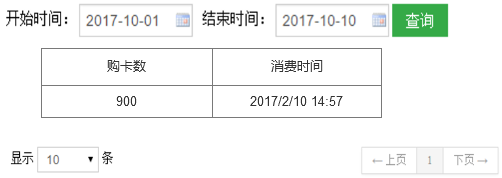 开始时间： 2017-10-01 结束时间： 2017-10-10 查询
购卡数 消费时间
900 2017/2/10 14:57
显示 10 条 ←上页 1 下页→